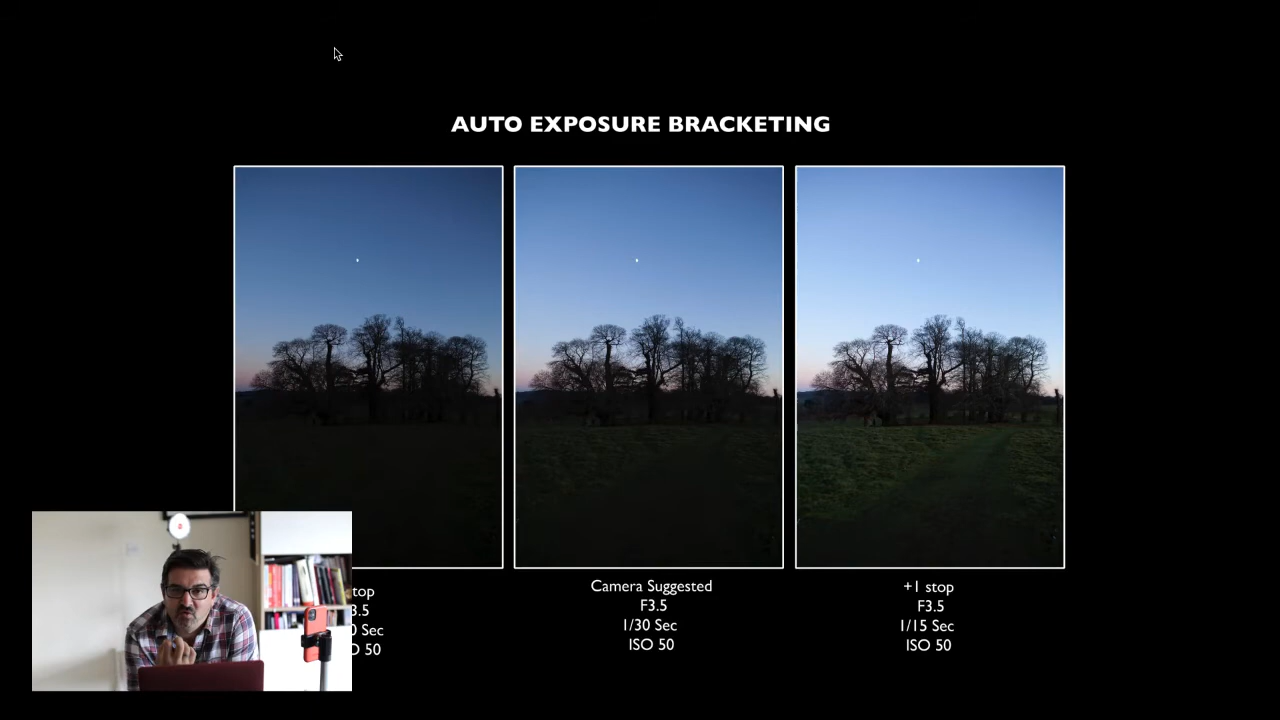 AUTO EXPOSURE BRACKETING
Camera Suggested
F3.5
1/30 Sec
ISO 50
+1 stop
F3.5
1/15 Sec
ISO 50